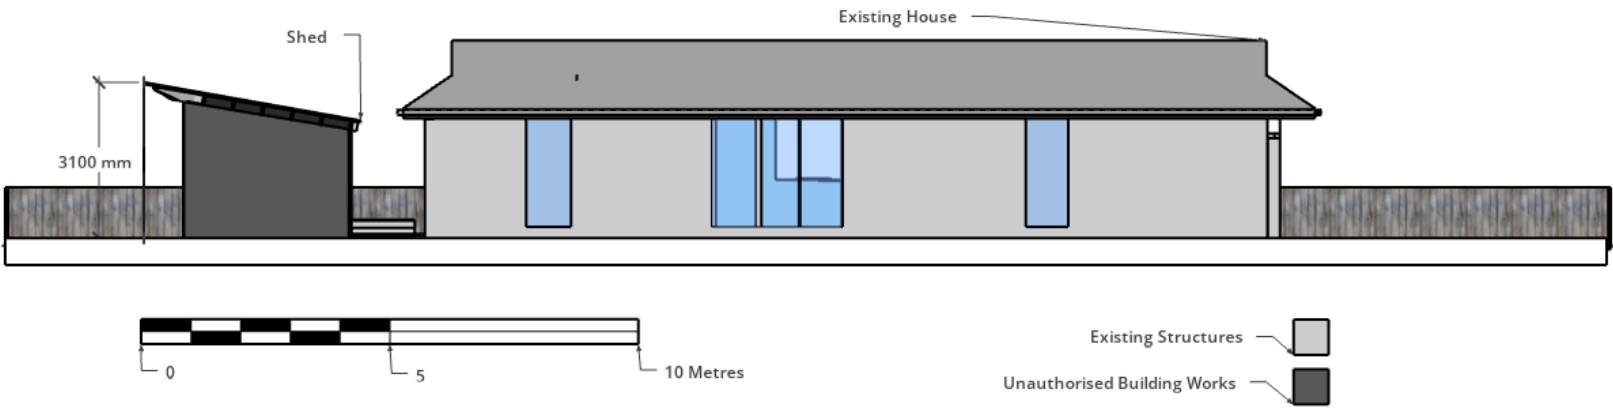 Existing House
Shed
3100 mm
0
5
10 Metres
Existing Structures
Unauthorised Building Works